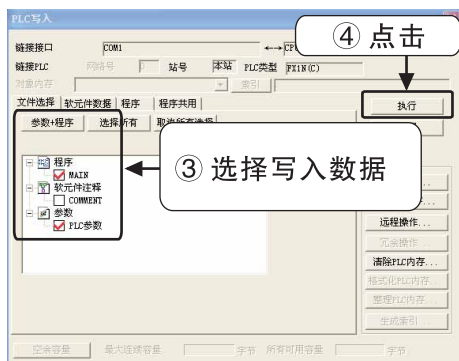 PLC写入
链接接口 COM1 ←→CP
链接PLC 网络号 0 站号 本站 PLC类型 FX1N(C)
对象内存 索引
文件选择 软元件数据 程序 程序共用
参数+程序 选择所有 取消所有选择
程序
MAIN
软元件注释
COMMENT
参数
PLC参数
③ 选择写入数据
④ 点击
执行
远程操作...
冗余操作...
清除PLC内存...
格式化PLC内存...
整理PLC内存...
生成索引...
空余容量 最大连续容量 字节 所有可用容量 字节